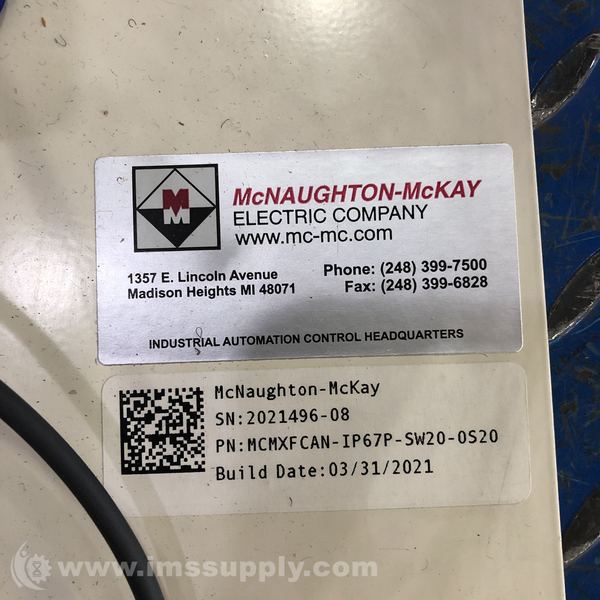 M
M
McNAUGHTON-McKAY
ELECTRIC COMPANY
www.mc-mc.com
1357 E. Lincoln Avenue
Madison Heights MI 48071
Phone: (248) 399-7500
Fax: (248) 399-6828
INDUSTRIAL AUTOMATION CONTROL HEADQUARTERS
McNaughton-McKay
SN:2021496-08
PN:MCMXFCAN-IP67P-SW20-0S20
Build Date:03/31/2021
www.imssupply.com